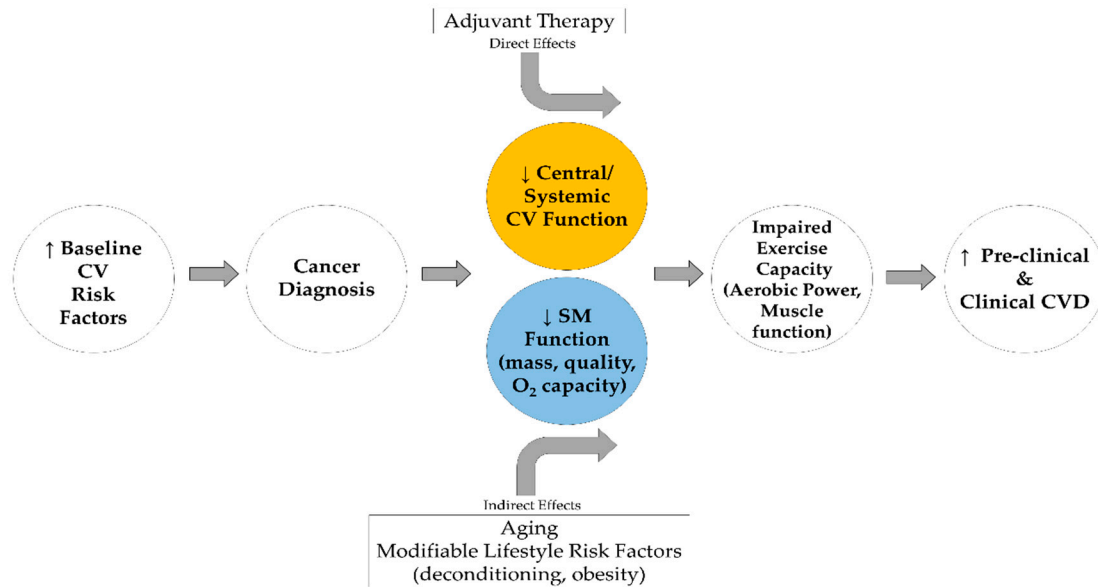 Adjuvant Therapy
Direct Effects
↑ Baseline
CV
Risk
Factors
Cancer
Diagnosis
↓ Central/
Systemic
CV Function
↓ SM
Function
(mass, quality,
O₂ capacity)
Impaired
Exercise
Capacity
(Aerobic Power,
Muscle
function)
↑ Pre-clinical
&
Clinical CVD
Indirect Effects
Aging
Modifiable Lifestyle Risk Factors
(deconditioning, obesity)